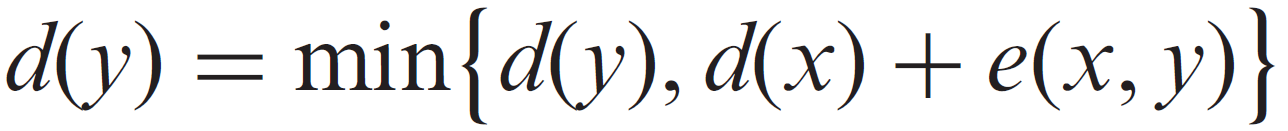 d(y) = min{d(y), d(x) + e(x, y)}